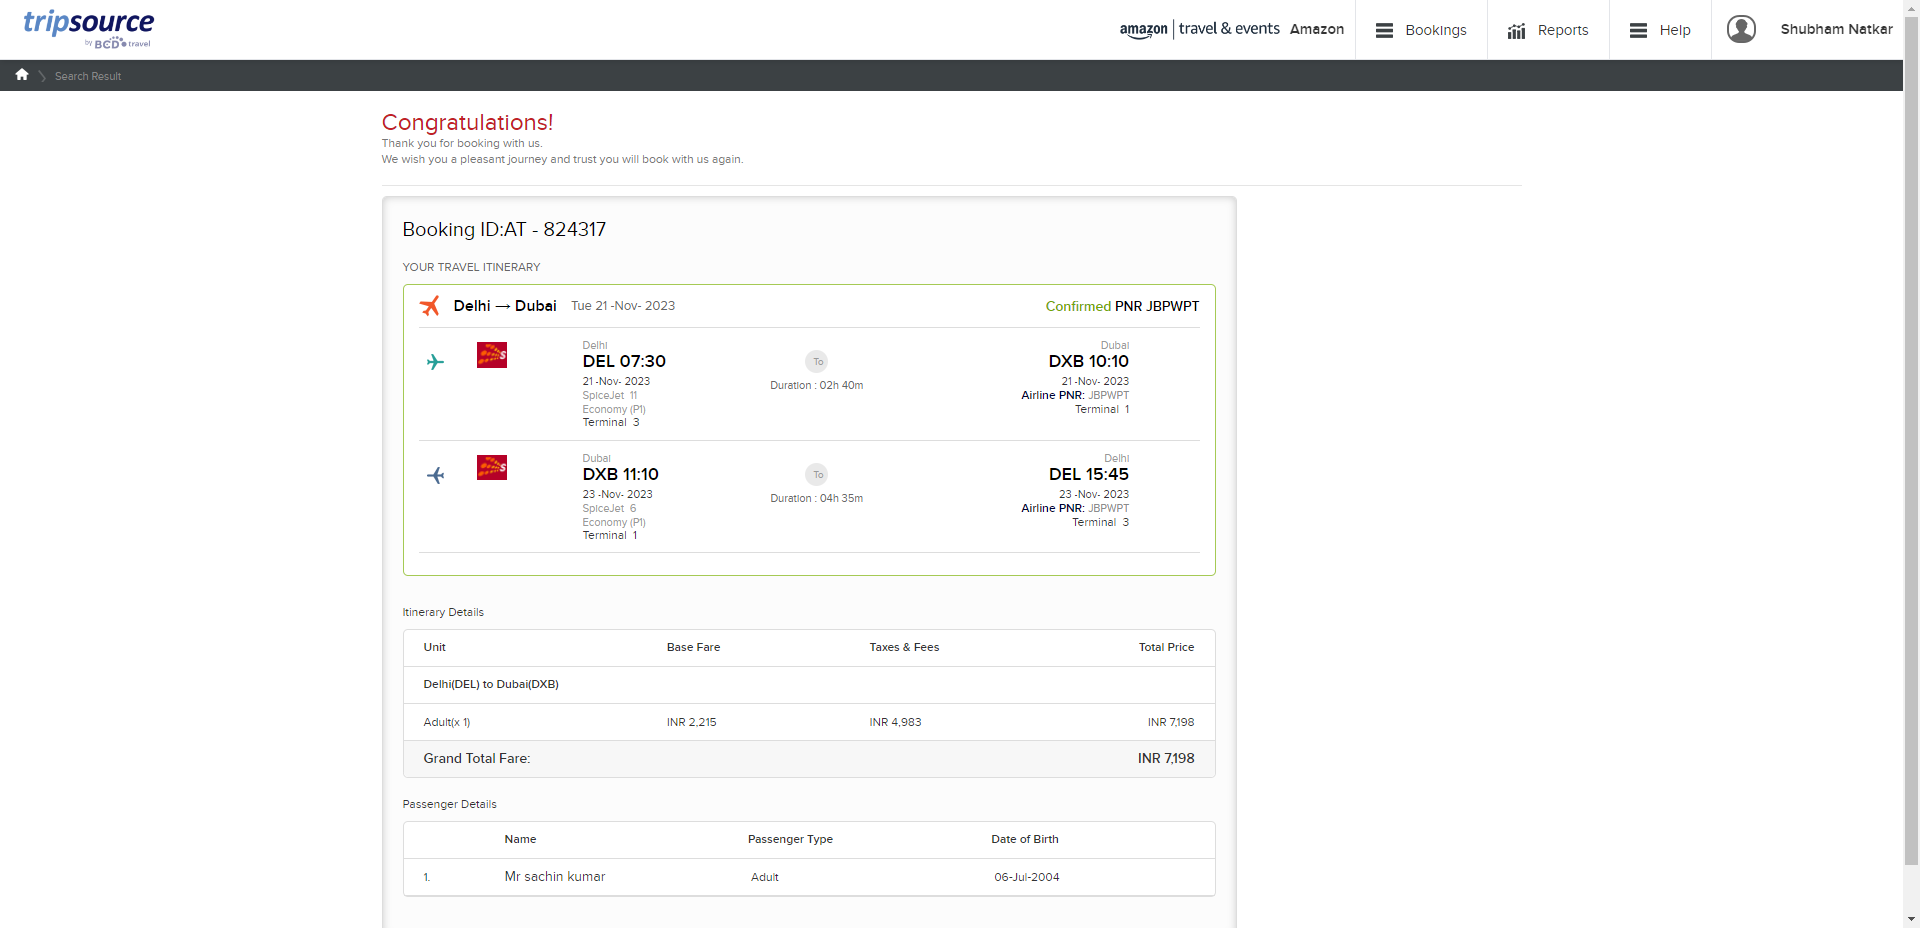 tripsource
by BCD travel
amazon | travel & events Amazon
Bookings
Reports
Help
Shubham Natkar
Search Result
Congratulations!
Thank you for booking with us.
We wish you a pleasant journey and trust you will book with us again.
Booking ID:AT - 824317
YOUR TRAVEL ITINERARY
Delhi → Dubai Tue 21 -Nov- 2023 Confirmed PNR JBPWPT
Delhi Dubai
DEL 07:30 To DXB 10:10
21 -Nov- 2023 Duration : 02h 40m 21 -Nov- 2023
SpiceJet 11 Airline PNR: JBPWPT
Economy (P1) Terminal 1
Terminal 3
Dubai Delhi
DXB 11:10 To DEL 15:45
23 -Nov- 2023 Duration : 04h 35m 23 -Nov- 2023
SpiceJet 6 Airline PNR: JBPWPT
Economy (P1) Terminal 3
Terminal 1
Itinerary Details
Unit Base Fare Taxes & Fees Total Price
Delhi(DEL) to Dubai(DXB)
Adult(x 1) INR 2,215 INR 4,983 INR 7,198
Grand Total Fare: INR 7,198
Passenger Details
Name Passenger Type Date of Birth
1. Mr sachin kumar Adult 06-Jul-2004